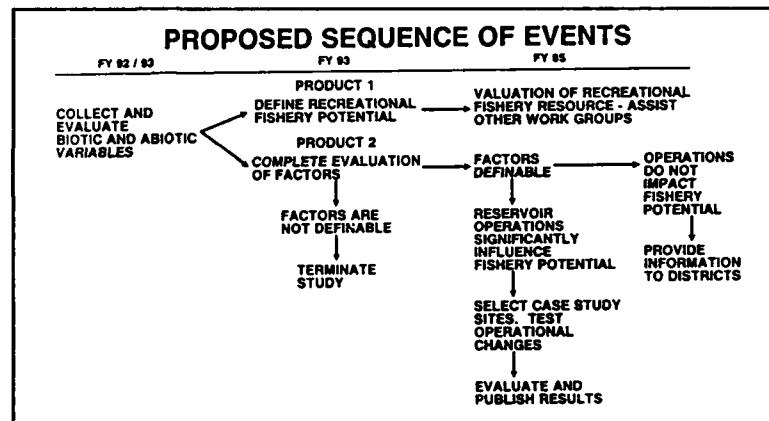 PROPOSED SEQUENCE OF EVENTS
FY 92 / 93
FY 93
FY 95
COLLECT AND
EVALUATE
BIOTIC AND ABIOTIC
VARIABLES
PRODUCT 1
DEFINE RECREATIONAL
FISHERY POTENTIAL
VALUATION OF RECREATIONAL
FISHERY RESOURCE - ASSIST
OTHER WORK GROUPS
PRODUCT 2
COMPLETE EVALUATION
OF FACTORS
FACTORS ARE
NOT DEFINABLE
TERMINATE
STUDY
FACTORS
DEFINABLE
RESERVOIR
OPERATIONS
SIGNIFICANTLY
INFLUENCE
FISHERY POTENTIAL
SELECT CASE STUDY
SITES. TEST
OPERATIONAL
CHANGES
EVALUATE AND
PUBLISH RESULTS
OPERATIONS
DO NOT
IMPACT
FISHERY
POTENTIAL
PROVIDE
INFORMATION
TO DISTRICTS